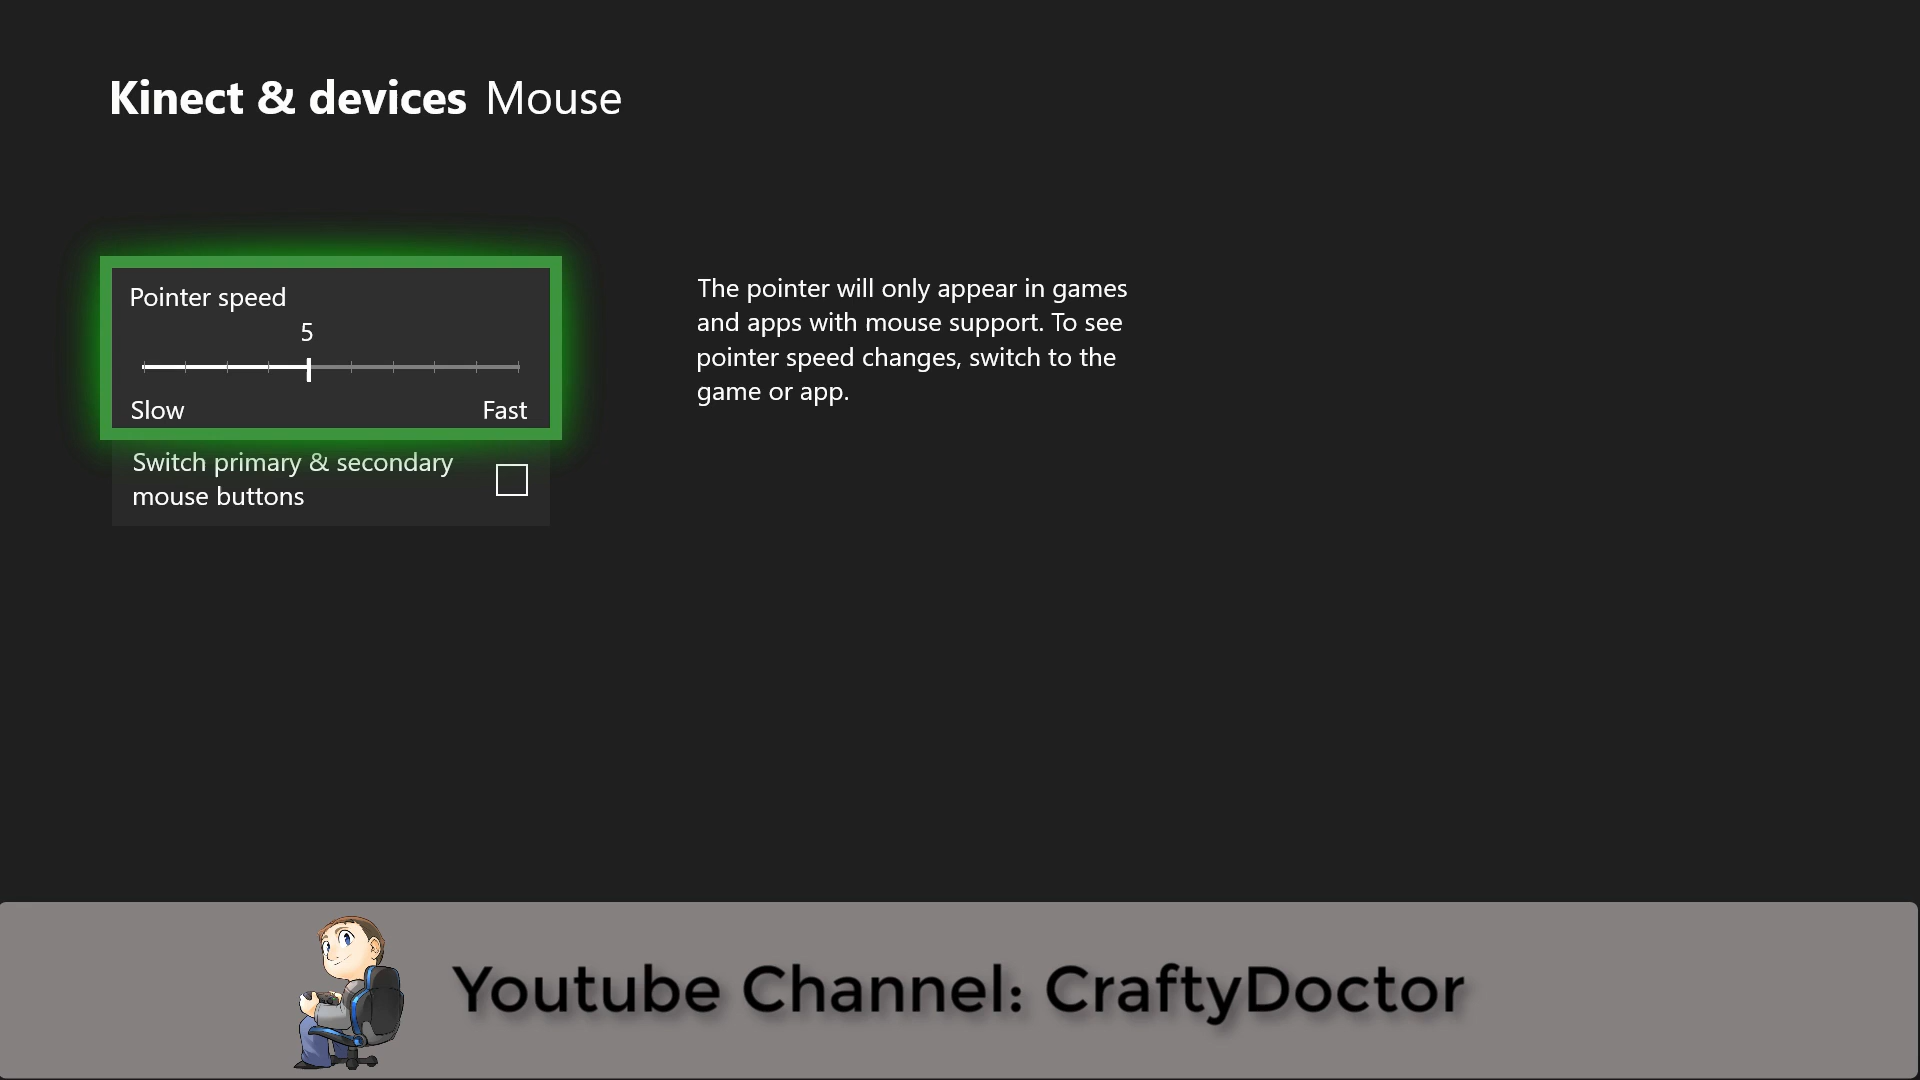 Kinect & devices Mouse
Pointer speed
5
Slow Fast
Switch primary & secondary
mouse buttons
The pointer will only appear in games
and apps with mouse support. To see
pointer speed changes, switch to the
game or app.
Youtube Channel: CraftyDoctor